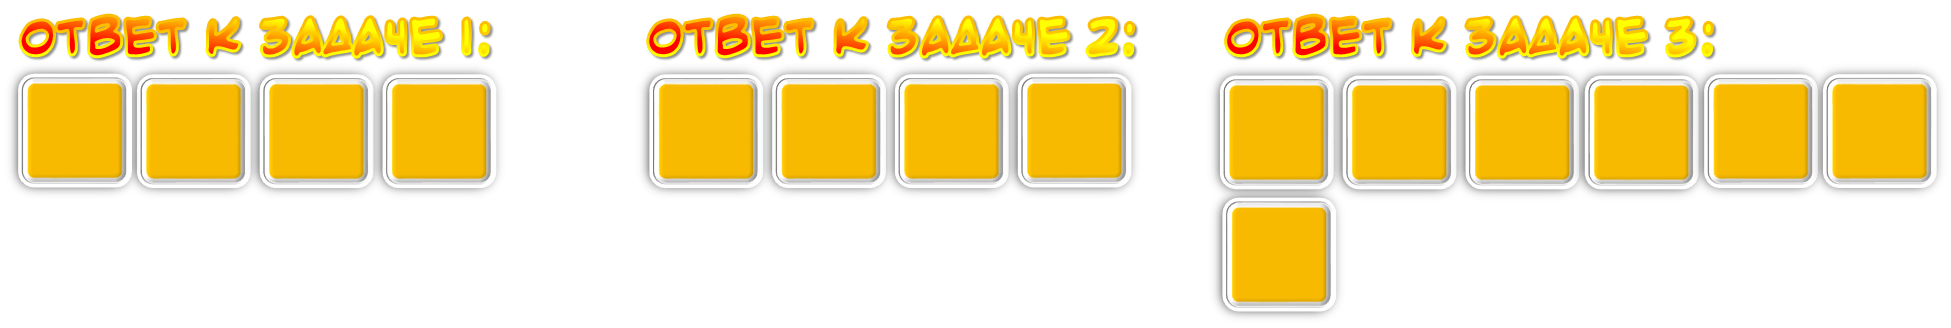 ОТВЕТ К ЗАДАЧЕ 1:
ОТВЕТ К ЗАДАЧЕ 2:
ОТВЕТ К ЗАДАЧЕ 3: